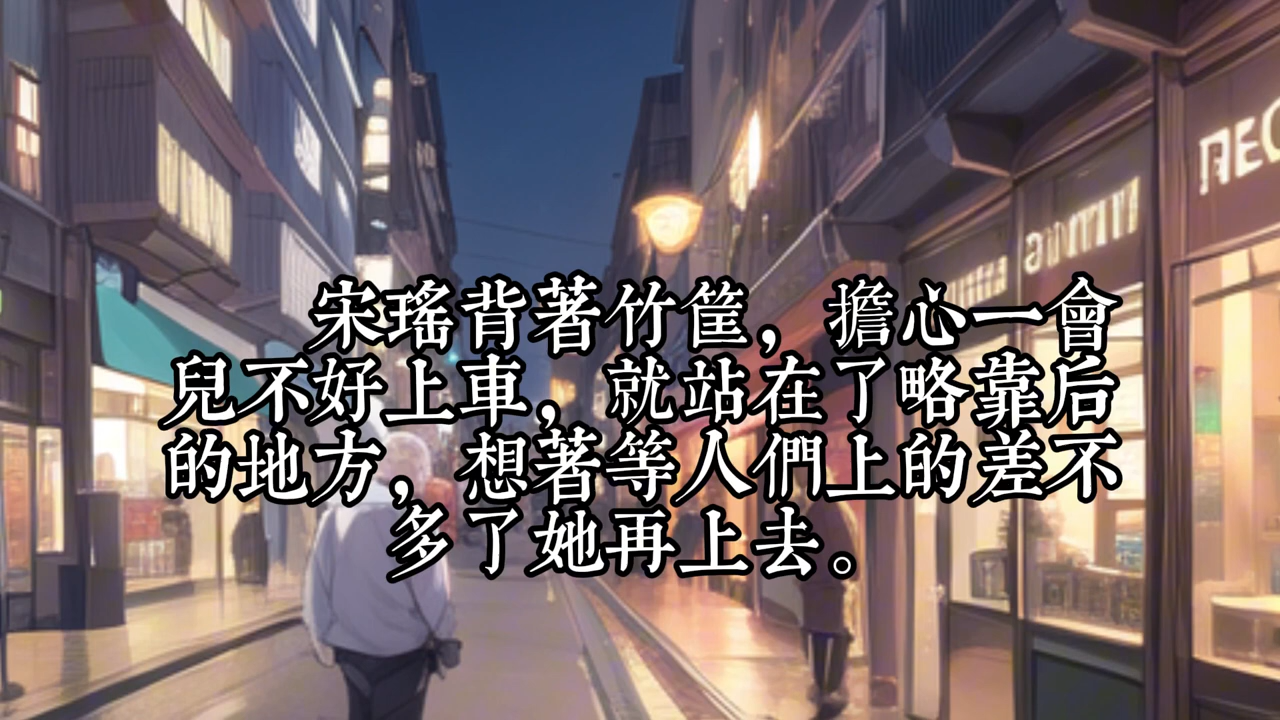 宋瑤背著竹筐，擔心一會
兒不好上車，就站在了略靠后
的地方，想著等人們上的差不
多了她再上去。